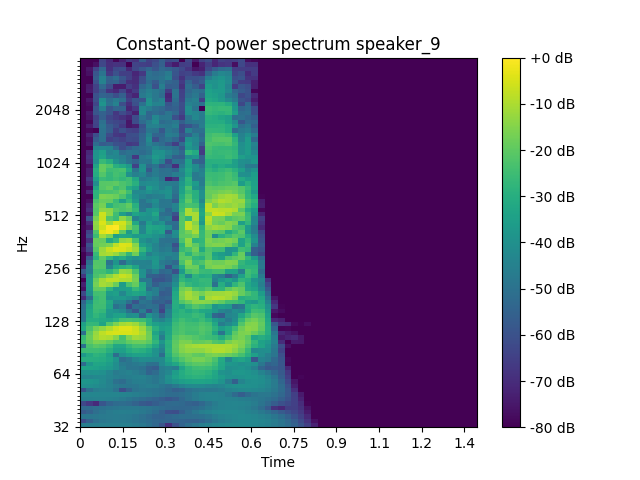 Constant-Q power spectrum speaker_9
Hz
2048
1024
512
256
128
64
32
0 0.15 0.3 0.45 0.6 0.75 0.9 1.1 1.2 1.4
Time
+0 dB
-10 dB
-20 dB
-30 dB
-40 dB
-50 dB
-60 dB
-70 dB
-80 dB